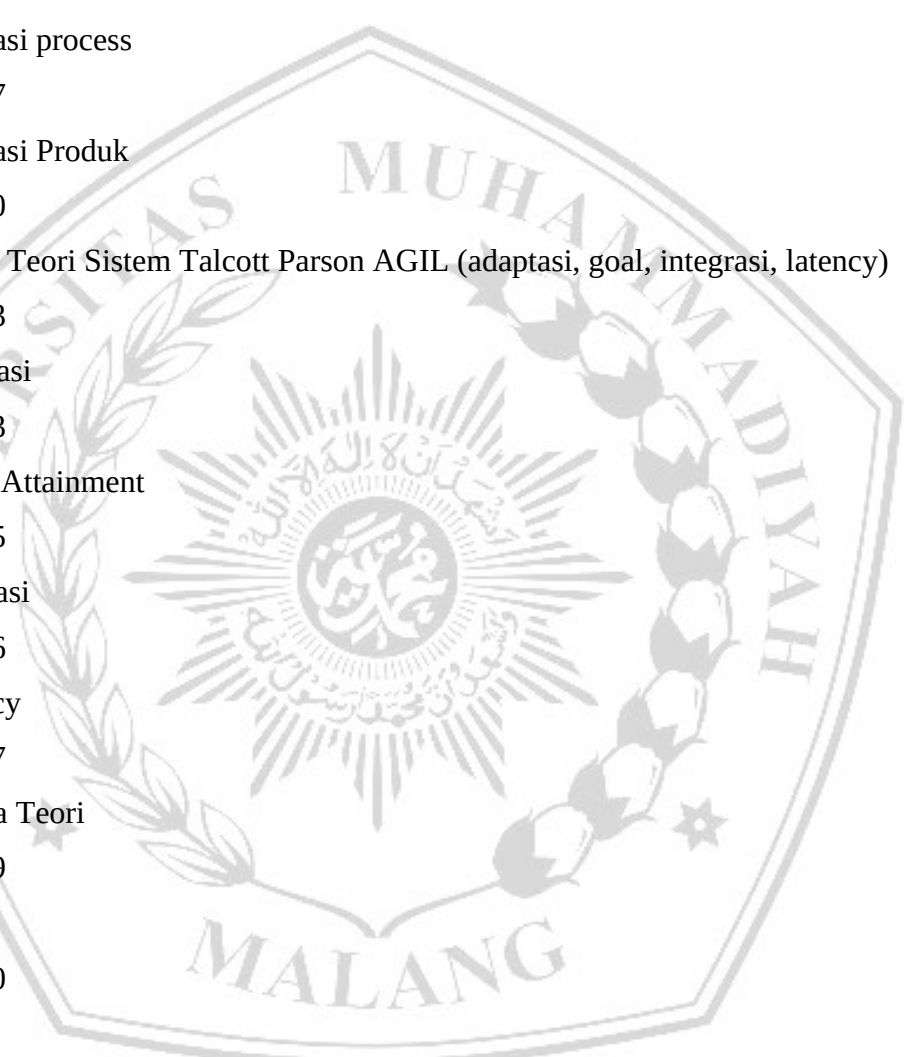 asi process
7
asi Produk
0
Teori Sistem Talcott Parson AGIL (adaptasi, goal, integrasi, latency)
3
asi
3
Attainment
5
asi
6
cy
7
a Teori
9
0
ERSITAS MUHAMMADIYAH
MALANG